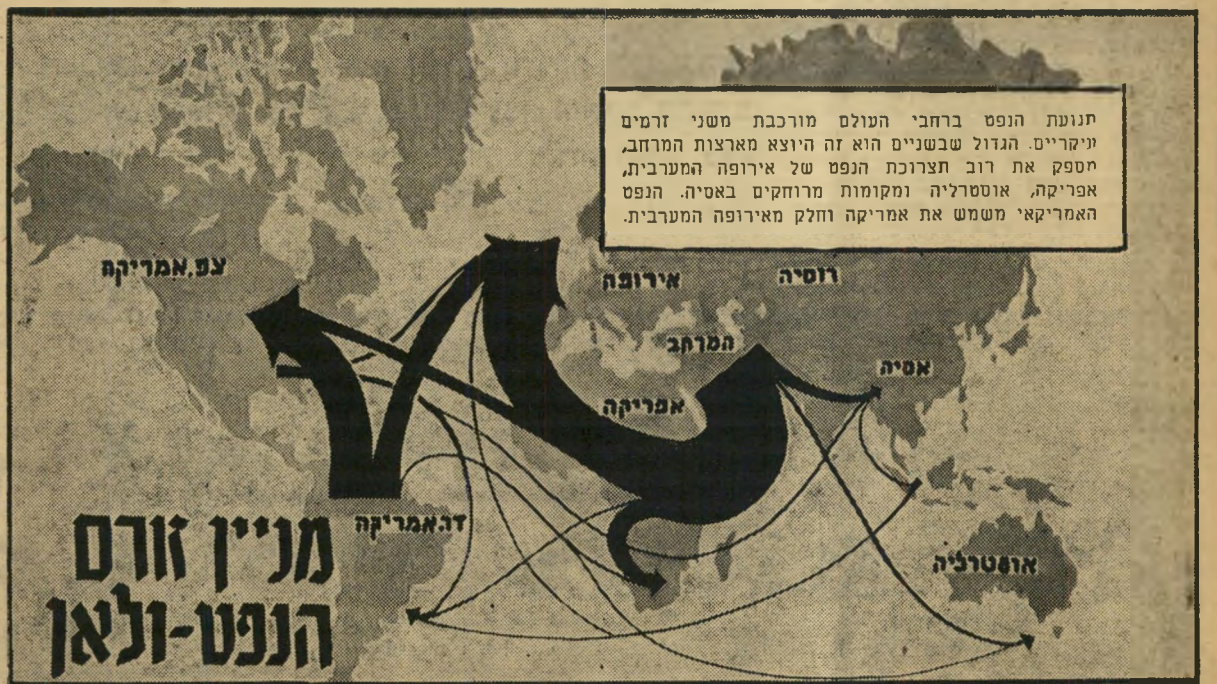 תנועת הנפט ברחבי העולם מורכבת משני זרמים
עיקריים. הגדול שבשניים הוא זה היוצא מארצות המרחב,
מספק את רוב תצרוכת הנפט של אירופה המערבית,
אפריקה, אוסטרליה ומקומות מרוחקים באסיה. הנפט
האמריקאי משמש את אמריקה וחלק מאירופה המערבית.
צפ.אמריקה
אירופה
רוסיה
המרחב
אסיה
אפריקה
דר.אמריקה
אוסטרליה
מניין זורם
הנפט-ולאן